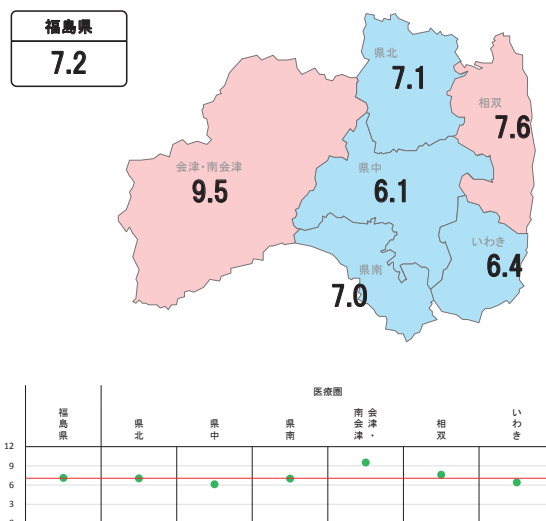 福島県
7.2
県北
7.1
相双
7.6
会津・南会津
9.5
県中
6.1
いわき
6.4
県南
7.0
医療圏
福島県
県北
県中
県南
会津・
南会津
相双
いわき
12
9
6
3
0